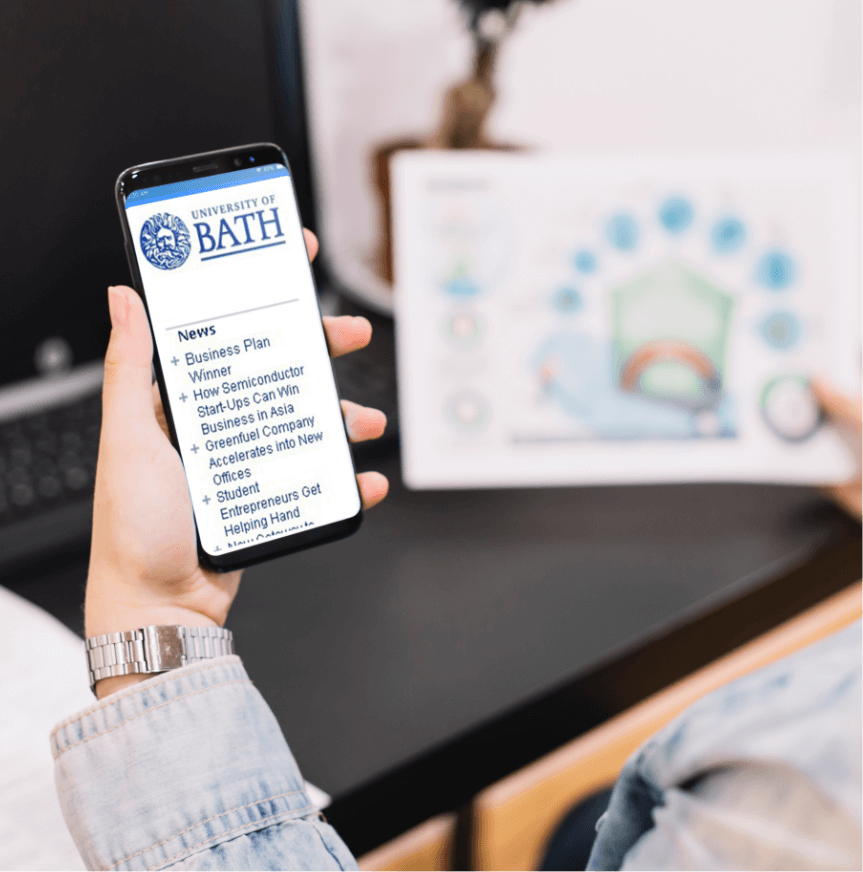 UNIVERSITY OF
BATH
News
+ Business Plan
Winner
+ How Semiconductor
Start-Ups Can Win
Business in Asia
+ Greenfuel Company
Accelerates into New
Offices
+ Student
Entrepreneurs Get
Helping Hand